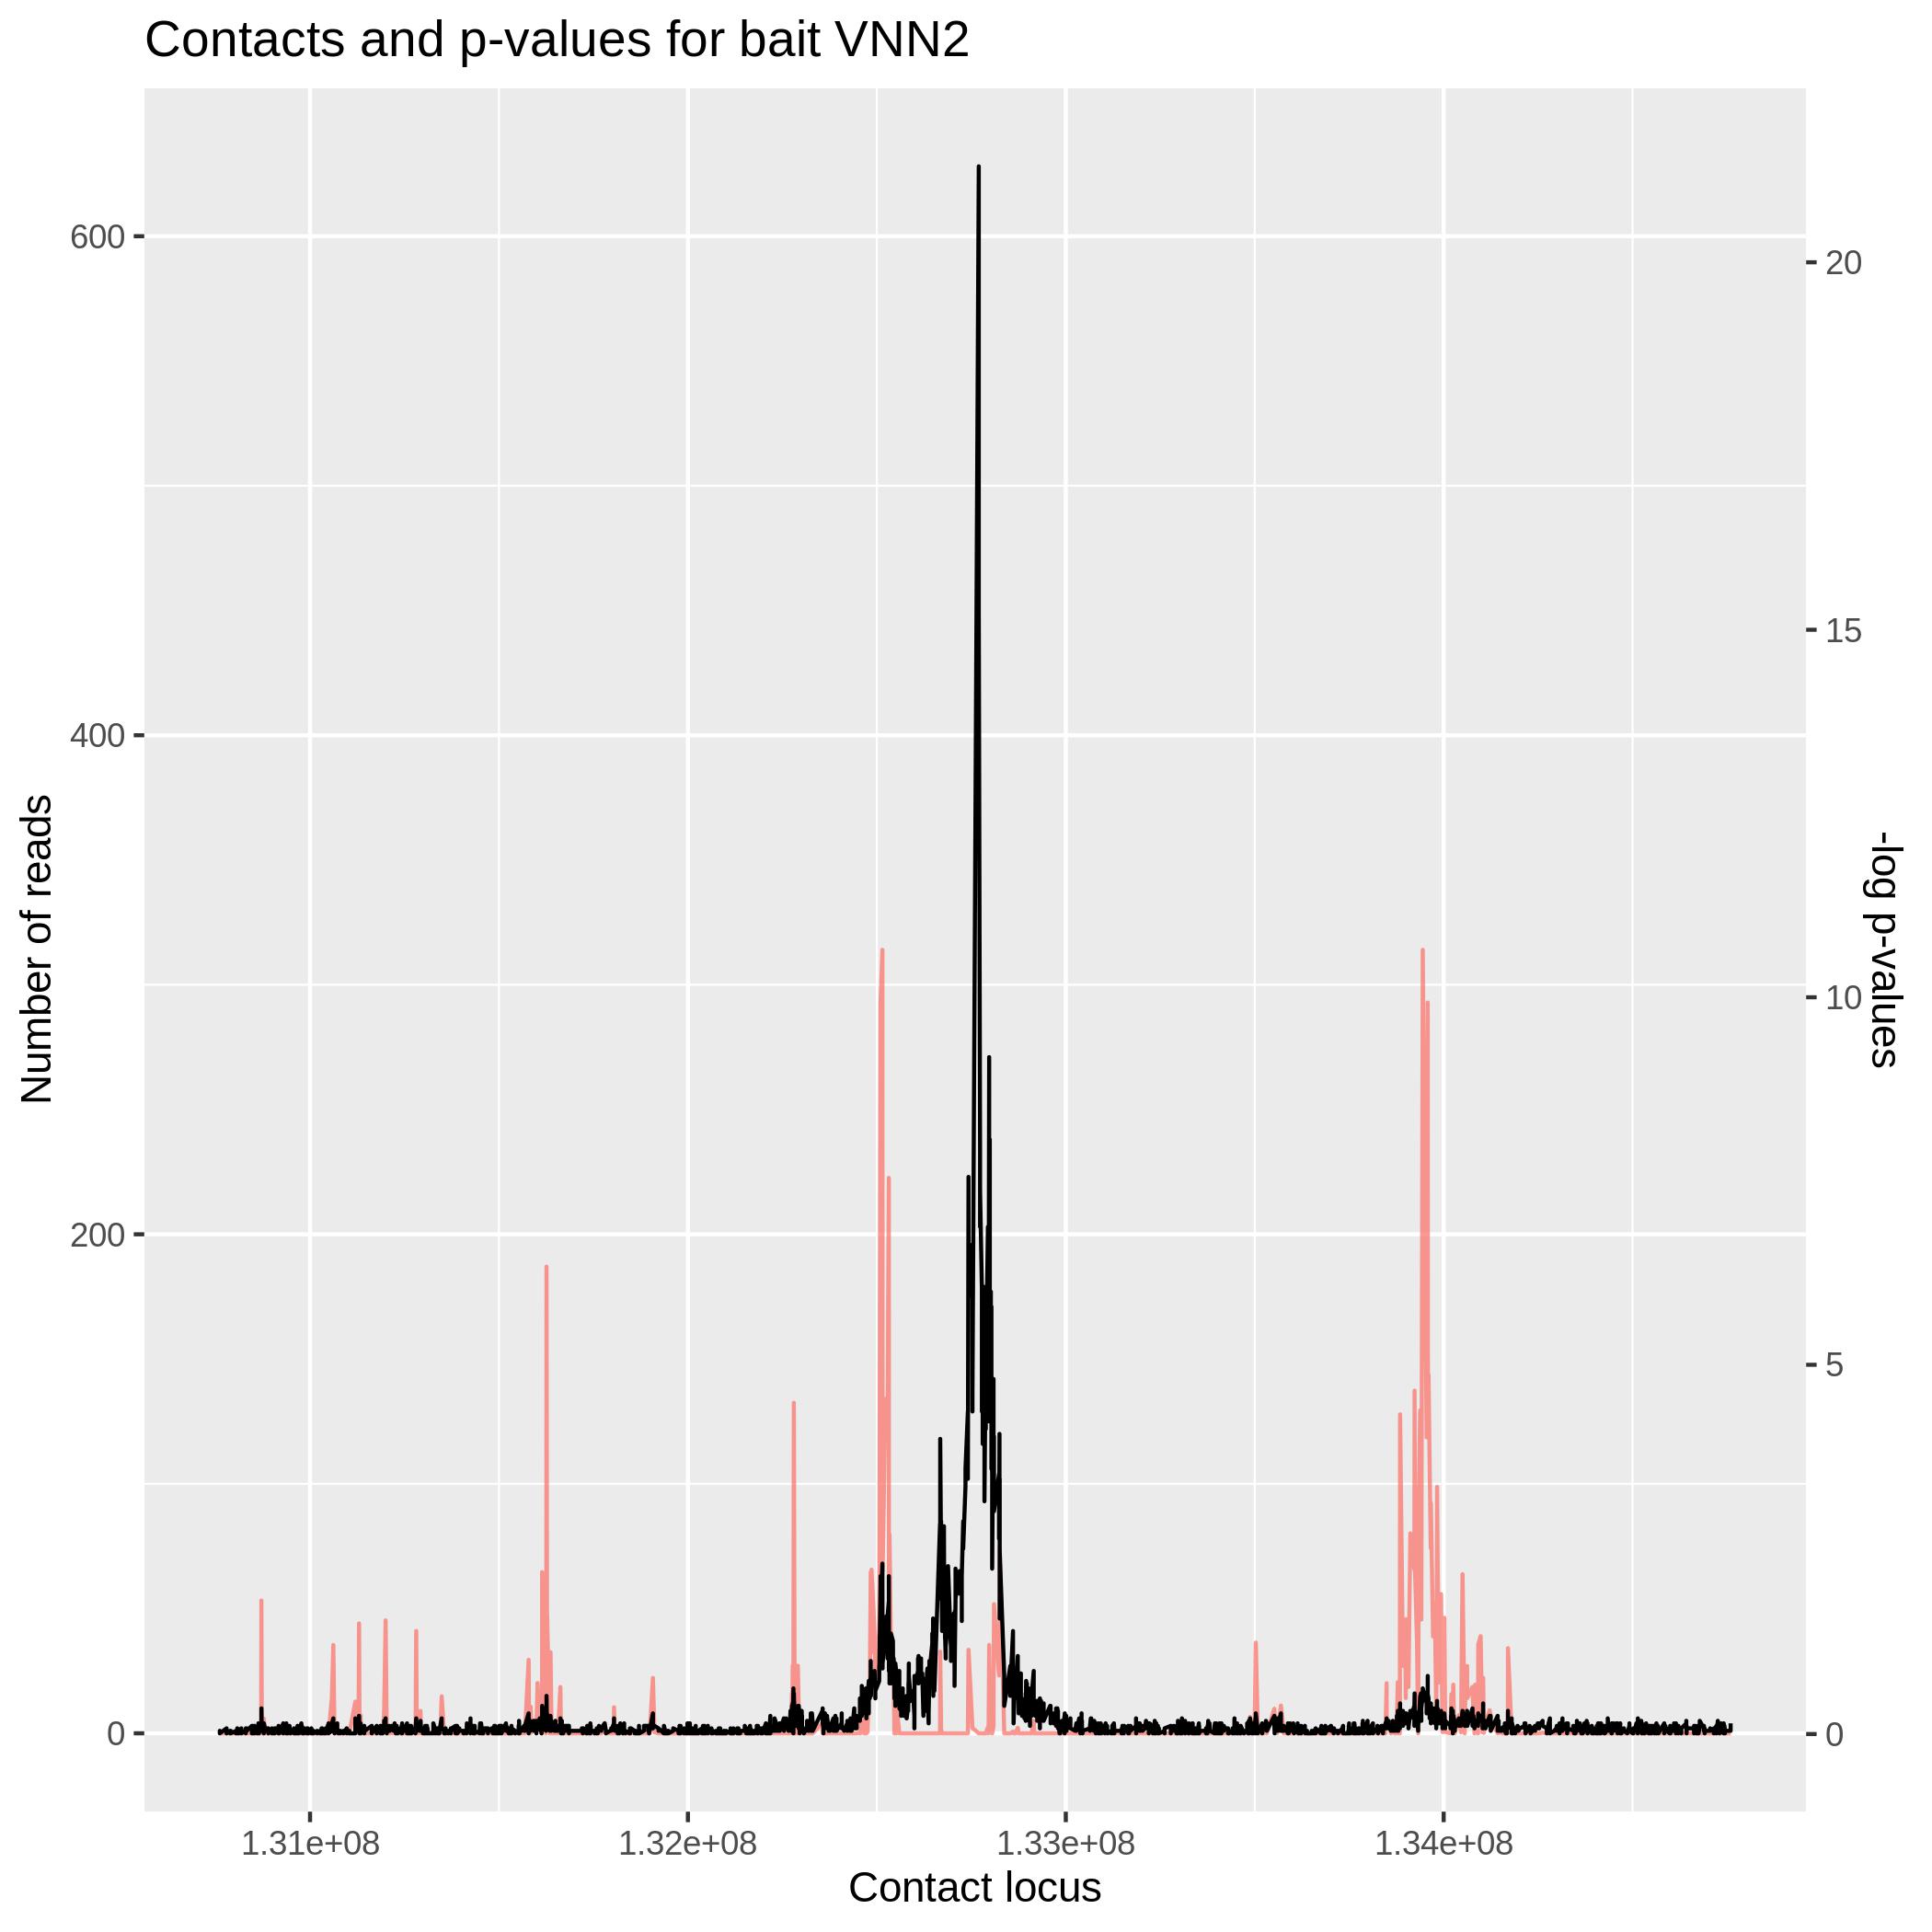 Contacts and p-values for bait VNN2
600
400
200
0
Number of reads
20
15
10
5
0
-log p-values
1.31e+08
1.32e+08
1.33e+08
1.34e+08
Contact locus